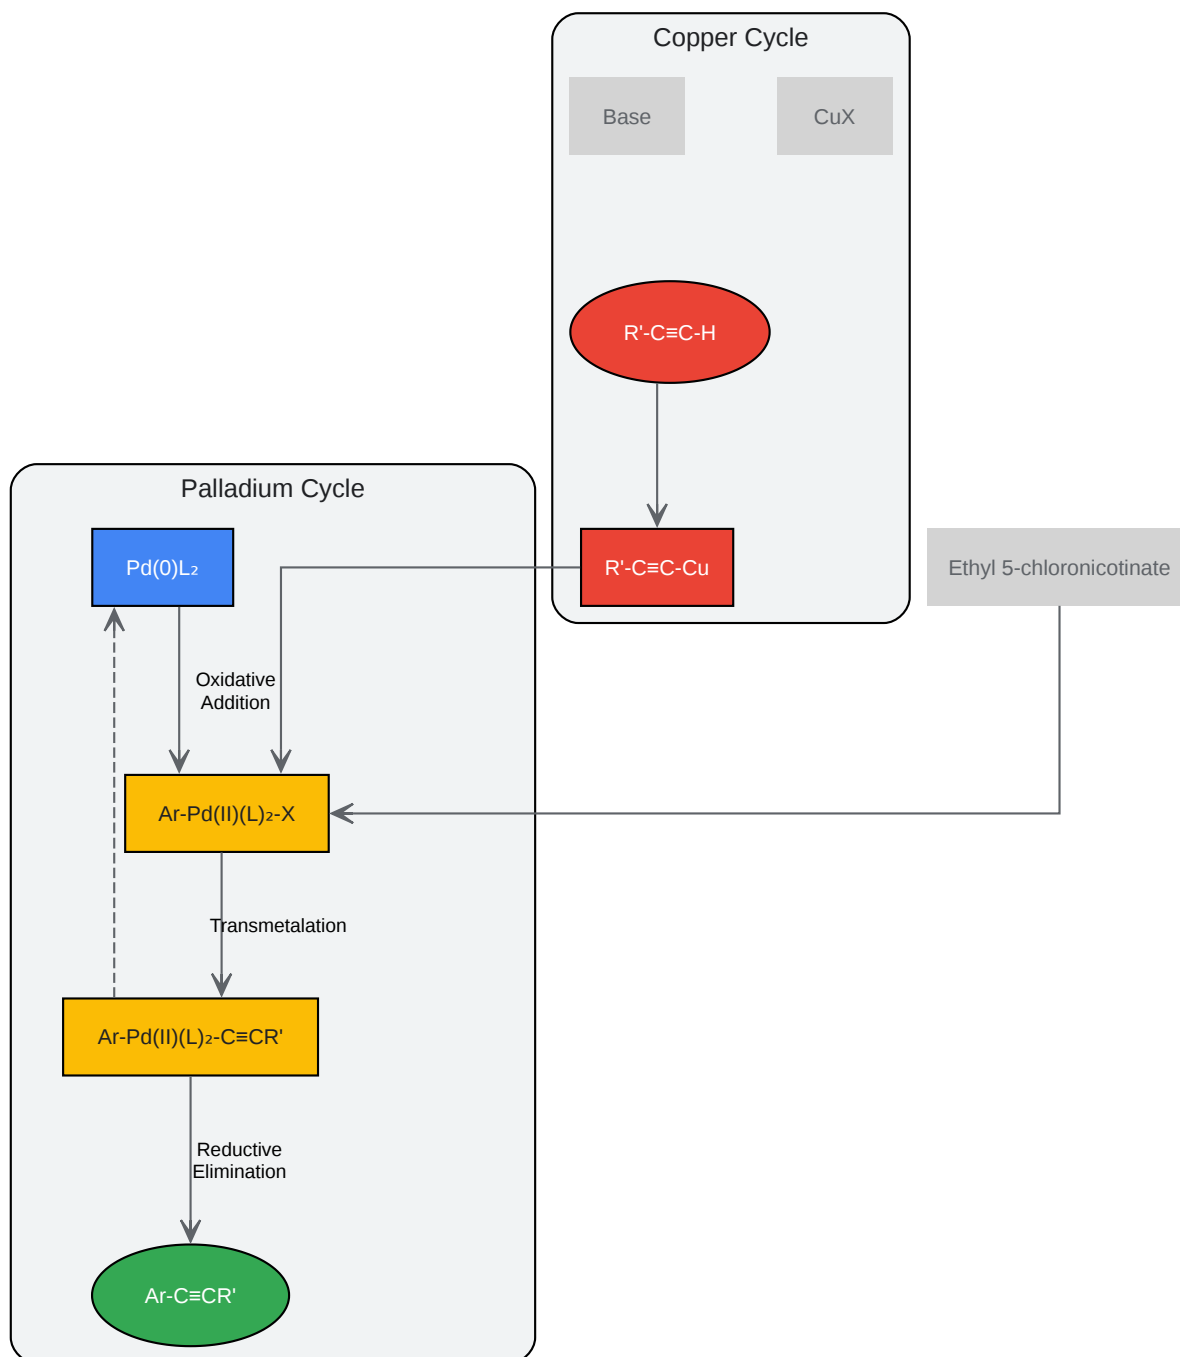 Copper Cycle
Base
CuX
R'-C≡C-H
Palladium Cycle
Pd(0)L₂
R'-C≡C-Cu
Ethyl 5-chloronicotinate
Oxidative
Addition
Ar-Pd(II)(L)₂-X
Transmetalation
Ar-Pd(II)(L)₂-C≡CR'
Reductive
Elimination
Ar-C≡CR'